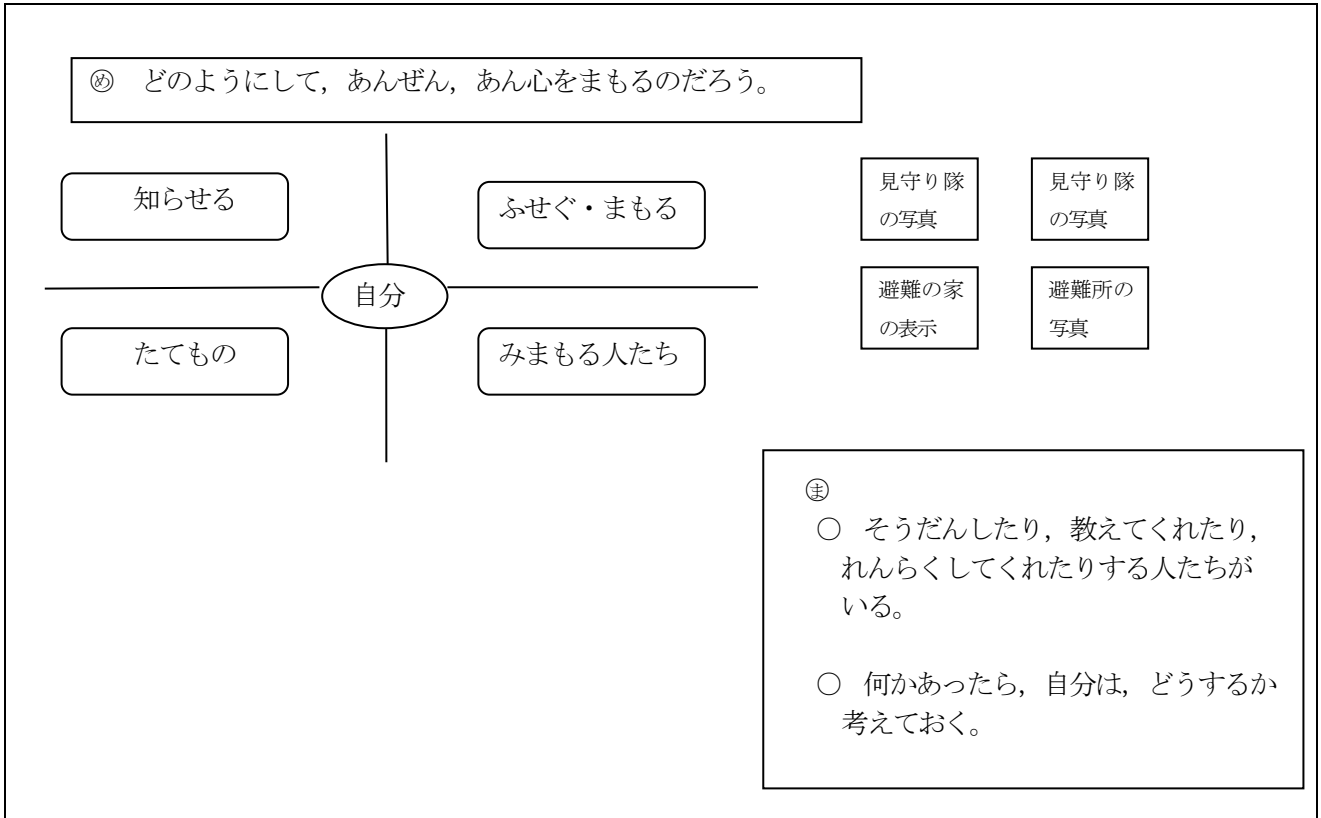 ㋱ どのようにして，あんぜん，あん心をまもるのだろう。
知らせる
ふせぐ・まもる
自分
たてもの
みまもる人たち
見守り隊
の写真
見守り隊
の写真
避難の家
の表示
避難所の
写真
㋮
○ そうだんしたり，教えてくれたり，
れんらくしてくれたりする人たちが
いる。
○ 何かあったら，自分は，どうするか
考えておく。